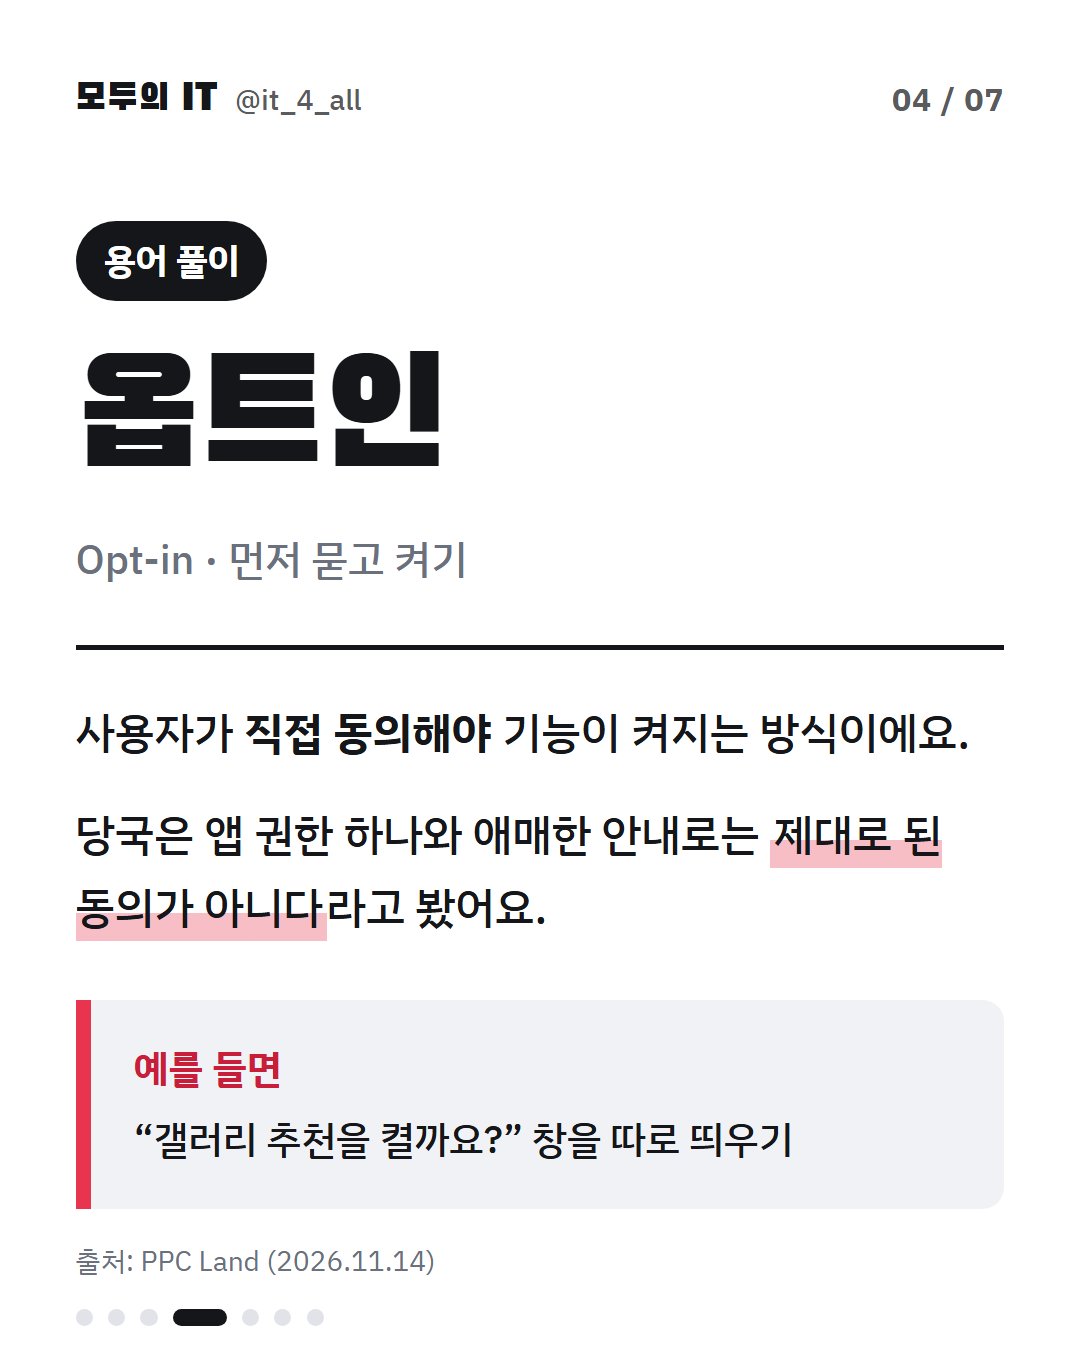 모두의 IT @it_4_all
04 / 07
용어 풀이
옵트인
Opt-in · 먼저 묻고 켜기
사용자가 직접 동의해야 기능이 켜지는 방식이에요.
당국은 앱 권한 하나와 애매한 안내로는 제대로 된
동의가 아니다라고 봤어요.
예를 들면
“갤러리 추천을 켤까요?” 창을 따로 띄우기
출처: PPC Land (2026.11.14)